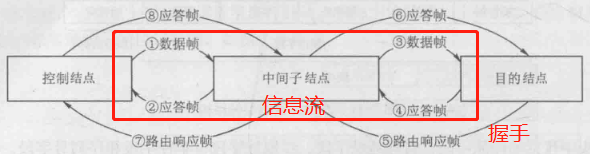 ⑧应答帧 ⑥应答帧
①数据帧 ③数据帧
控制结点 中间子结点 目的结点
②应答帧 信息流 ④应答帧
⑦路由响应帧 ⑤路由响应帧 握手